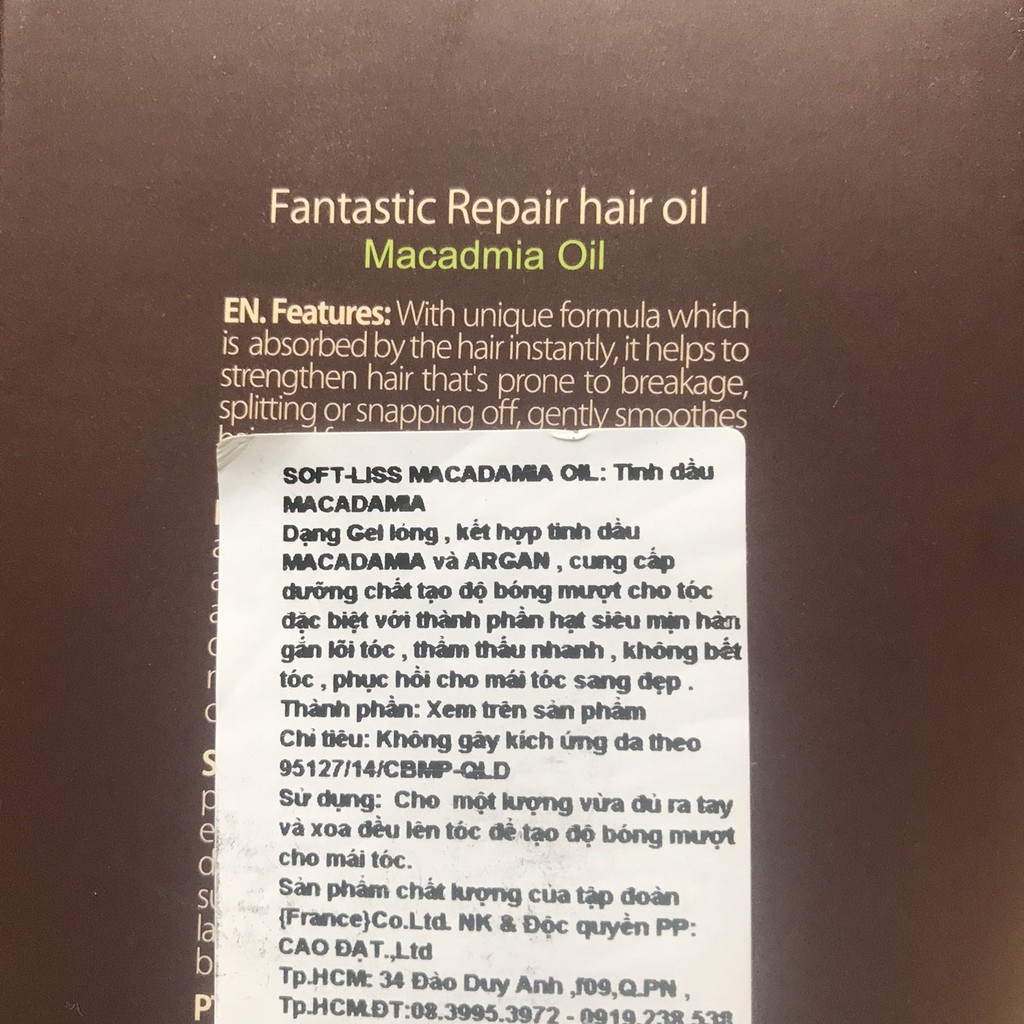 Fantastic Repair hair oil
Macadmia Oil
EN. Features: With unique formula which
is absorbed by the hair instantly, it helps to
strengthen hair that's prone to breakage,
splitting or snapping off, gently smoothes
SOFT-LISS MACADAMIA OIL: Tinh dầu
MACADAMIA
Dạng Gel lỏng , kết hợp tinh dầu
MACADAMIA và ARGAN , cung cấp
dưỡng chất tạo độ bóng mượt cho tóc
đặc biệt với thành phần hạt siêu mịn hàn
gắn lõi tóc , thẩm thấu nhanh , không bết
tóc , phục hồi cho mái tóc sang đẹp .
Thành phần: Xem trên sản phẩm
Chỉ tiêu: Không gây kích ứng da theo
95127/14/CBMP-QLD
Sử dụng: Cho một lượng vừa đủ ra tay
và xoa đều lên tóc để tạo độ bóng mượt
cho mái tóc.
Sản phẩm chất lượng của tập đoàn
{France}Co.Ltd. NK & Độc quyền PP:
CAO ĐẠT.,Ltd
Tp.HCM: 34 Đào Duy Anh ,f09,Q.PN ,
Tp.HCM.ĐT:08.3995.3972 - 0919.238.538